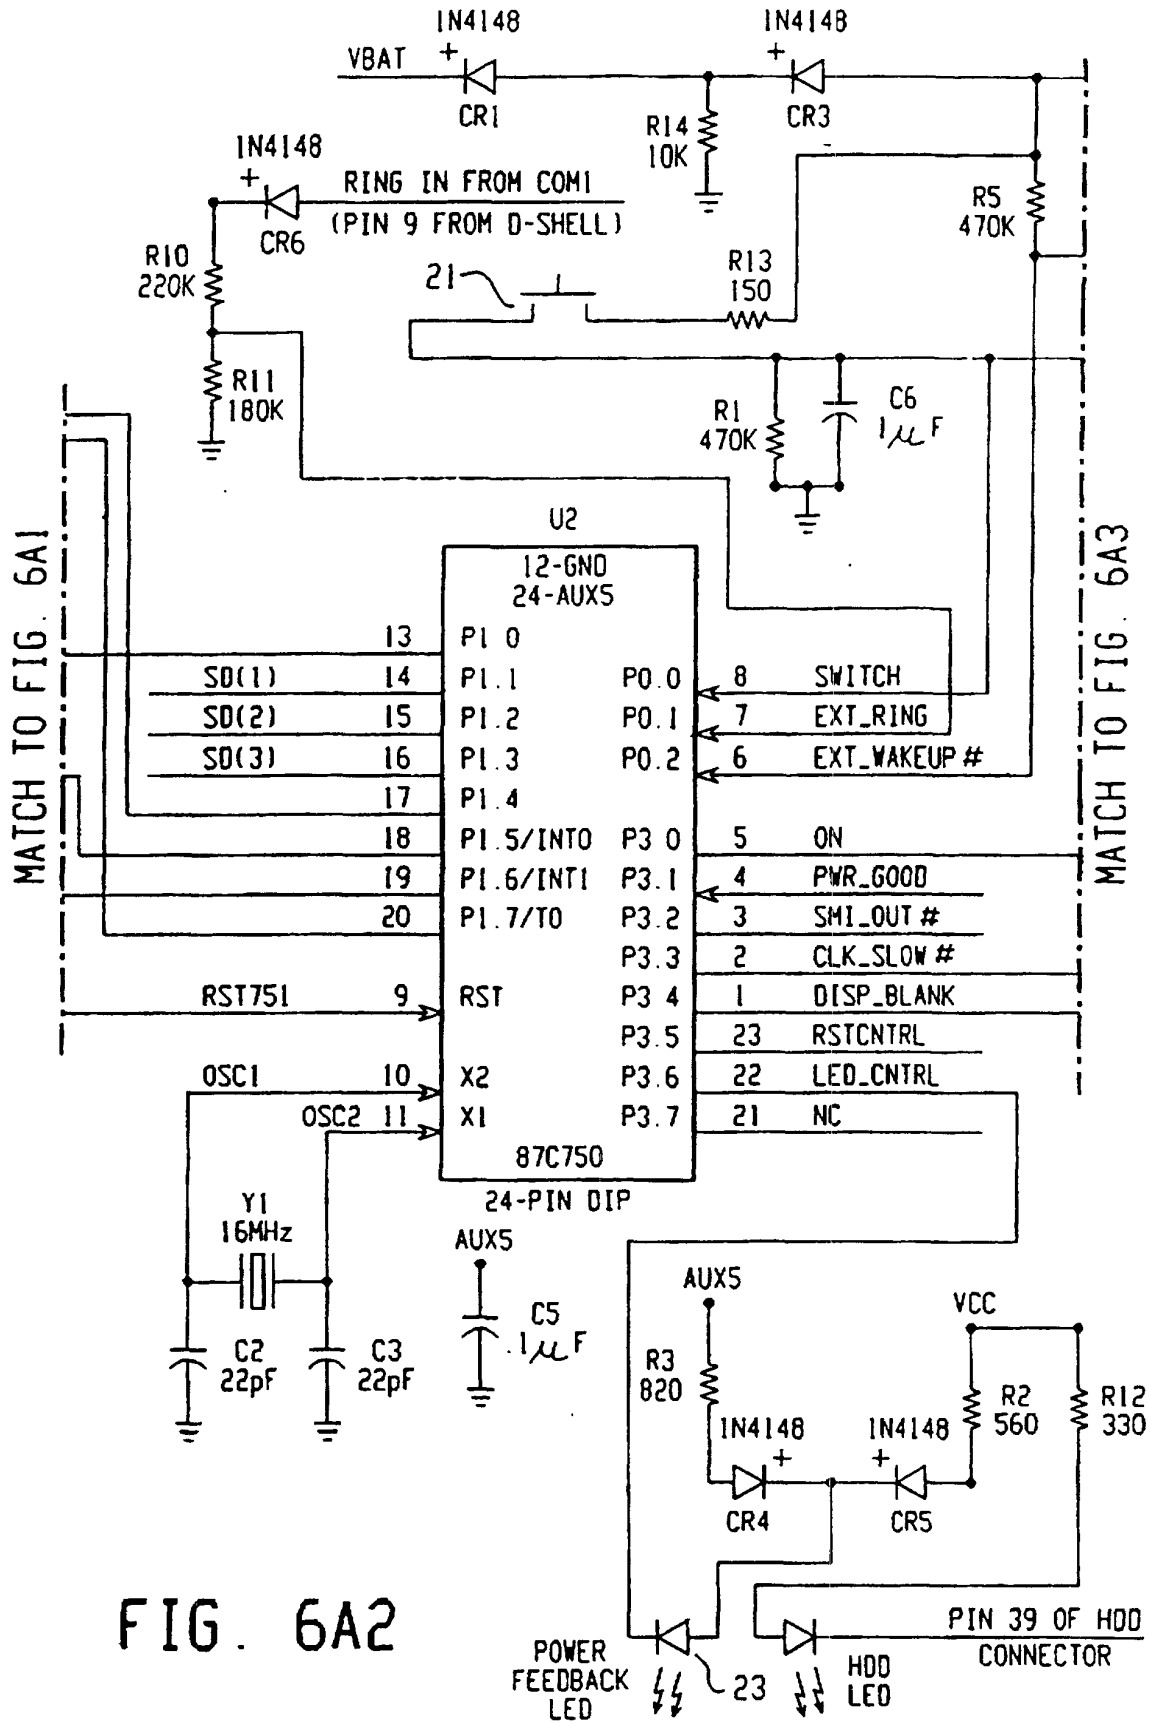 1N4148
1N4148
VBAT
+
+
CR1
CR3
R14
10K
1N4148
+
RING IN FROM COM1
(PIN 9 FROM D-SHELL)
CR6
R5
470K
R10
220K
21
R13
150
R11
180K
R1
470K
C6
1µF
MATCH TO FIG. 6A1
MATCH TO FIG. 6A3
U2
12-GND
24-AUX5
13 P1 0
SD(1) 14 P1.1 P0.0 8 SWITCH
SD(2) 15 P1.2 P0.1 7 EXT_RING
SD(3) 16 P1.3 P0.2 6 EXT_WAKEUP#
17 P1.4
18 P1.5/INT0 P3 0 5 ON
19 P1.6/INT1 P3.1 4 PWR_GOOD
20 P1.7/T0 P3.2 3 SMI_OUT#
P3.3 2 CLK_SLOW#
RST751 9 RST P3 4 1 DISP_BLANK
P3.5 23 RSTCNTRL
OSC1 10 X2 P3.6 22 LED_CNTRL
OSC2 11 X1 P3.7 21 NC
87C750
24-PIN DIP
Y1
16MHz
AUX5
C5
.1µF
C2
22pF
C3
22pF
AUX5
VCC
R3
820
R2
560
R12
330
1N4148
+
1N4148
+
CR4
CR5
FIG. 6A2
POWER
FEEDBACK
LED
23
HDD
LED
PIN 39 OF HDD
CONNECTOR